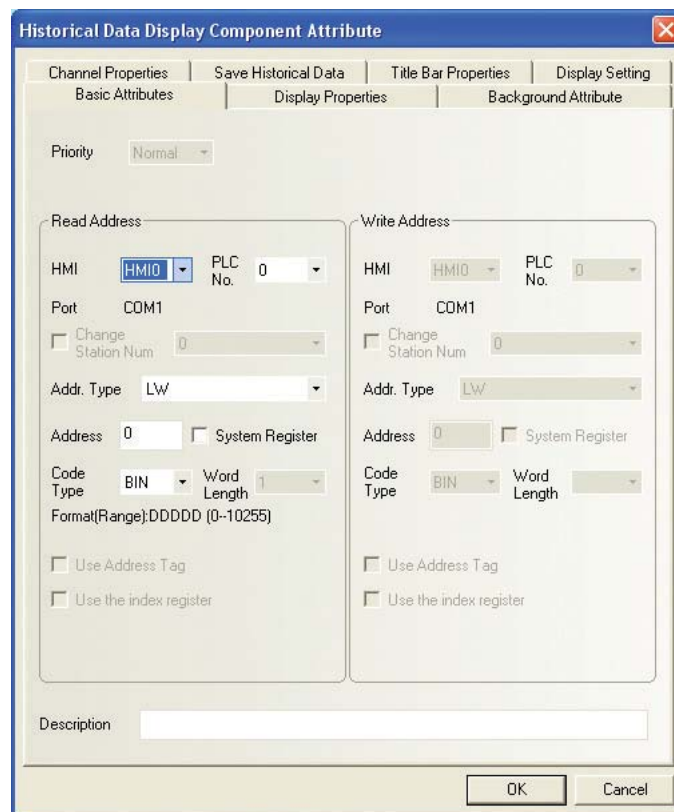 Historical Data Display Component Attribute
Channel Properties Save Historical Data Title Bar Properties Display Setting
Basic Attributes Display Properties Background Attribute
Priority Normal
Read Address
HMI HMI0 PLC No. 0
Port COM1
Change Station Num 0
Addr. Type LW
Address 0 System Register
Code Type BIN Word Length 1
Format(Range):DDDDD (0--10255)
Use Address Tag
Use the index register
Write Address
HMI HMI0 PLC No. 0
Port COM1
Change Station Num 0
Addr. Type LW
Address 0 System Register
Code Type BIN Word Length
Use Address Tag
Use the index register
Description
OK Cancel